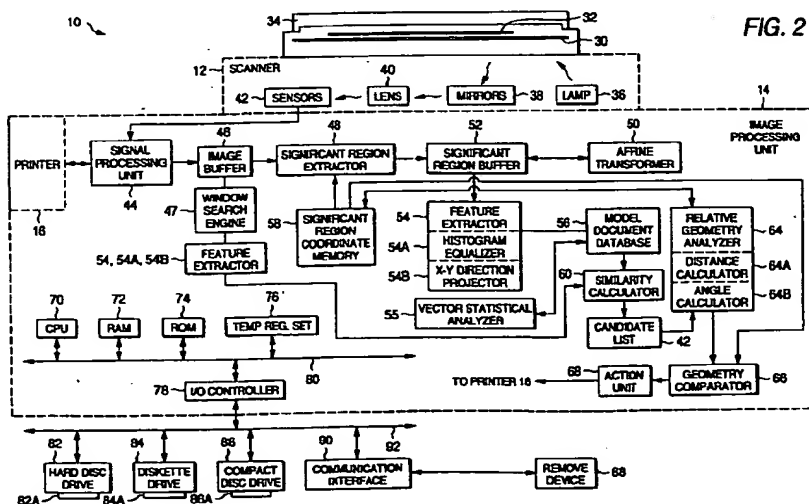 FIG. 2
10
34
32
30
12
SCANNER
42
SENSORS
40
LENS
MIRRORS
38
LAMP
36
14
IMAGE
PROCESSING
UNIT
PRINTER
16
SIGNAL
PROCESSING
UNIT
44
46
IMAGE
BUFFER
48
SIGNIFICANT REGION
EXTRACTOR
52
SIGNIFICANT
REGION BUFFER
50
AFFINE
TRANSFORMER
47
WINDOW
SEARCH
ENGINE
54, 54A, 54B
FEATURE
EXTRACTOR
58
SIGNIFICANT
REGION
COORDINATE
MEMORY
54
FEATURE
EXTRACTOR
54A
HISTOGRAM
EQUALIZER
54B
X-Y DIRECTION
PROJECTOR
55
VECTOR STATISTICAL
ANALYZER
56
MODEL
DOCUMENT
DATABASE
60
SIMILARITY
CALCULATOR
CANDIDATE
LIST
42
RELATIVE
GEOMETRY
ANALYZER
64
DISTANCE
CALCULATOR
64A
ANGLE
CALCULATOR
64B
70
CPU
72
RAM
74
ROM
76
TEMP REG. SET
80
78
I/O CONTROLLER
TO PRINTER 16
68
ACTION
UNIT
GEOMETRY
COMPARATOR
66
82
HARD DISC
DRIVE
82A
84
DISKETTE
DRIVE
84A
86
COMPACT
DISC DRIVE
86A
90
COMMUNICATION
INTERFACE
92
REMOVE
DEVICE
68